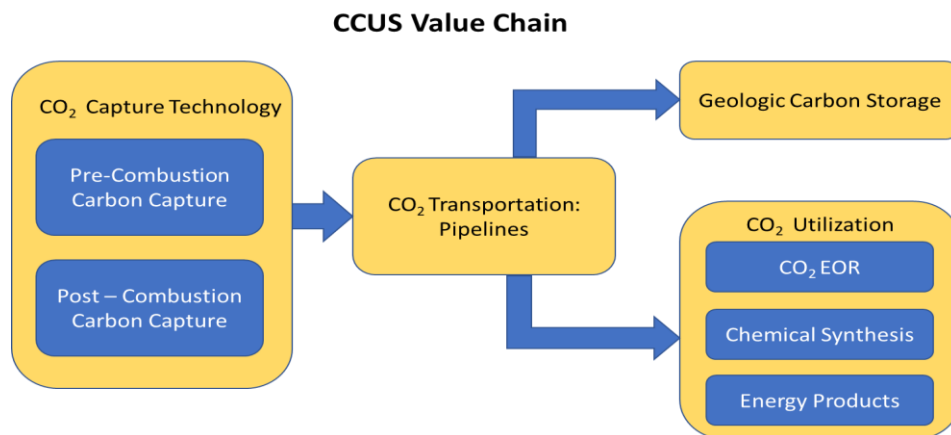 CCUS Value Chain
CO₂ Capture Technology
Pre-Combustion
Carbon Capture
Post – Combustion
Carbon Capture
CO₂ Transportation:
Pipelines
Geologic Carbon Storage
CO₂ Utilization
CO₂ EOR
Chemical Synthesis
Energy Products